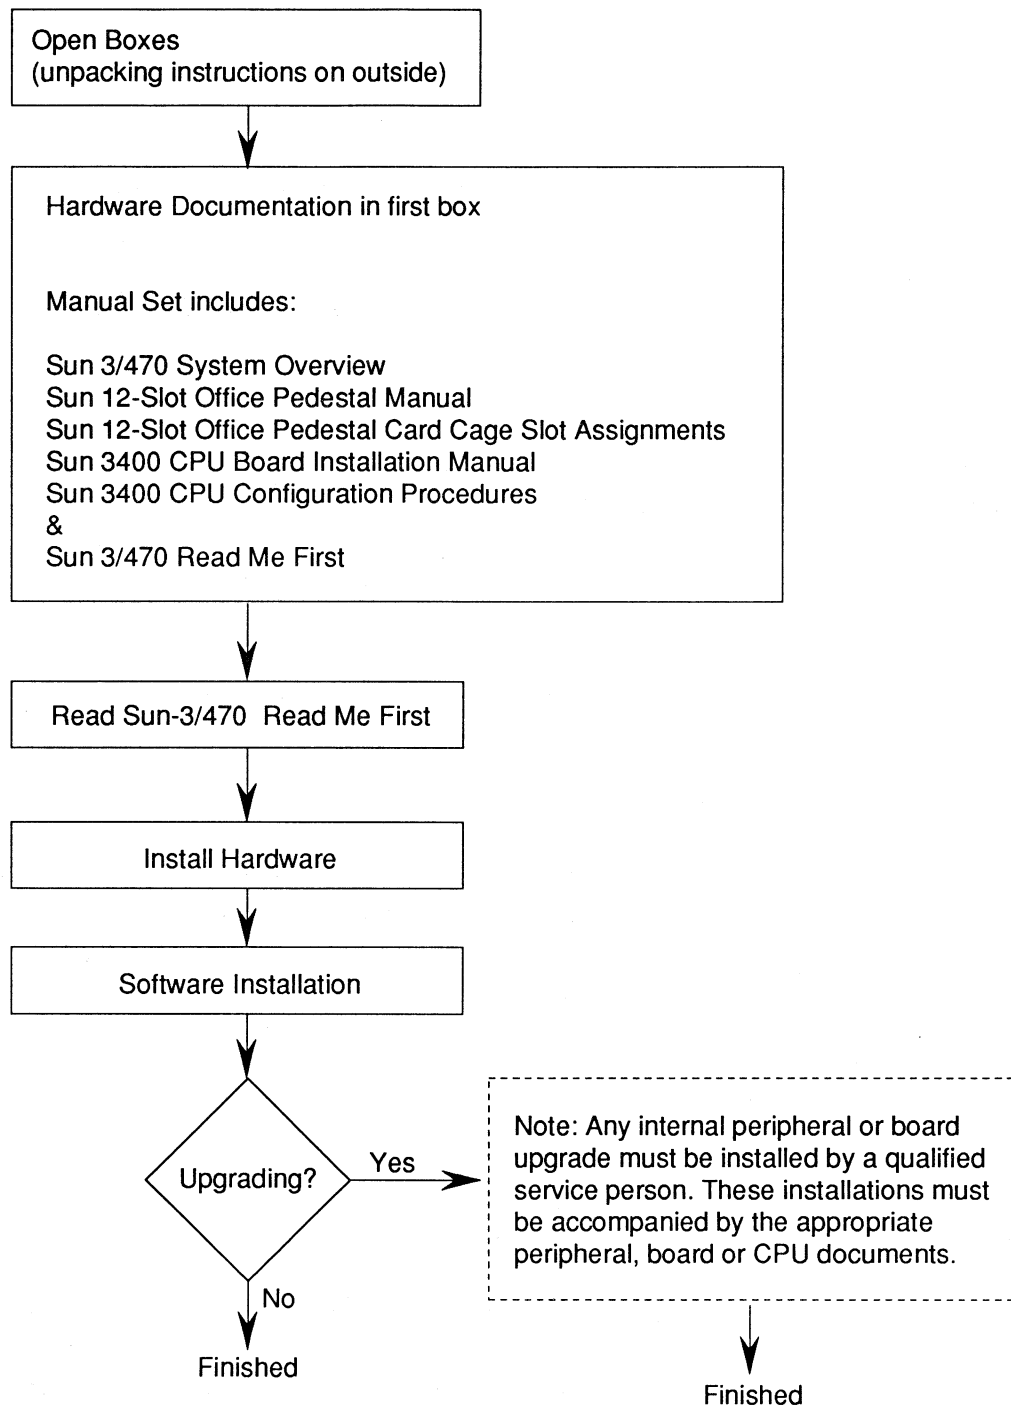 Open Boxes
(unpacking instructions on outside)
Hardware Documentation in first box
Manual Set includes:
Sun 3/470 System Overview
Sun 12-Slot Office Pedestal Manual
Sun 12-Slot Office Pedestal Card Cage Slot Assignments
Sun 3400 CPU Board Installation Manual
Sun 3400 CPU Configuration Procedures
&
Sun 3/470 Read Me First
Read Sun-3/470  Read Me First
Install Hardware
Software Installation
Upgrading?
Yes
Note: Any internal peripheral or board
upgrade must be installed by a qualified
service person. These installations must
be accompanied by the appropriate
peripheral, board or CPU documents.
No
Finished
Finished